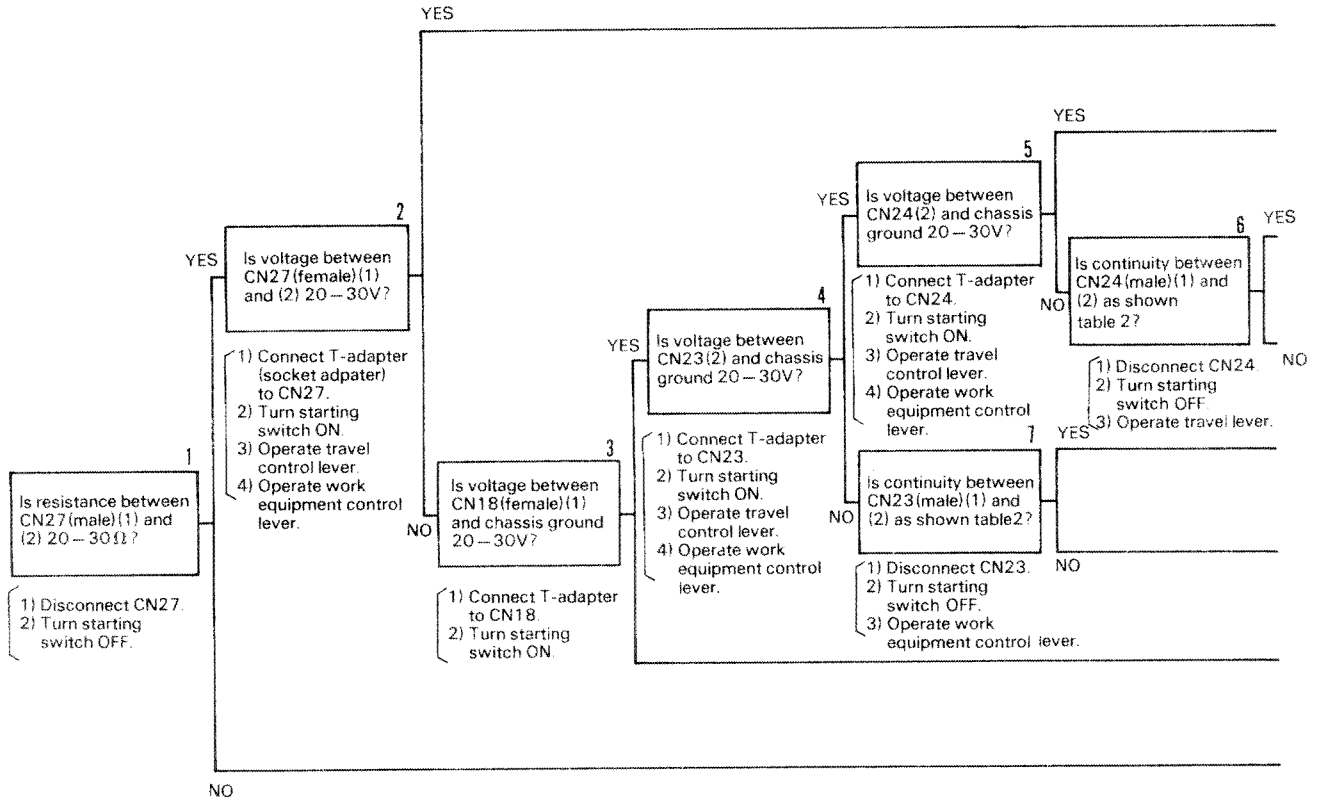 YES
2
YES
Is voltage between
CN27(female)(1)
and (2) 20–30V?
1) Connect T-adapter
(socket adpater)
to CN27.
2) Turn starting
switch ON.
3) Operate travel
control lever.
4) Operate work
equipment control
lever.
1
Is resistance between
CN27(male)(1) and
(2) 20–30Ω?
1) Disconnect CN27.
2) Turn starting
switch OFF.
NO
NO
3
Is voltage between
CN18(female)(1)
and chassis ground
20–30V?
1) Connect T-adapter
to CN18.
2) Turn starting
switch ON.
YES
4
Is voltage between
CN23(2) and chassis
ground 20–30V?
1) Connect T-adapter
to CN23.
2) Turn starting
switch ON.
3) Operate travel
control lever.
4) Operate work
equipment control
lever.
YES
5
Is voltage between
CN24(2) and chassis
ground 20–30V?
1) Connect T-adapter
to CN24.
2) Turn starting
switch ON.
3) Operate travel
control lever.
4) Operate work
equipment control
lever.
YES
NO
6
Is continuity between
CN24(male)(1) and
(2) as shown
table 2?
1) Disconnect CN24.
2) Turn starting
switch OFF.
3) Operate travel lever.
YES
NO
NO
7
Is continuity between
CN23(male)(1) and
(2) as shown table2?
1) Disconnect CN23.
2) Turn starting
switch OFF.
3) Operate work
equipment control lever.
YES
NO